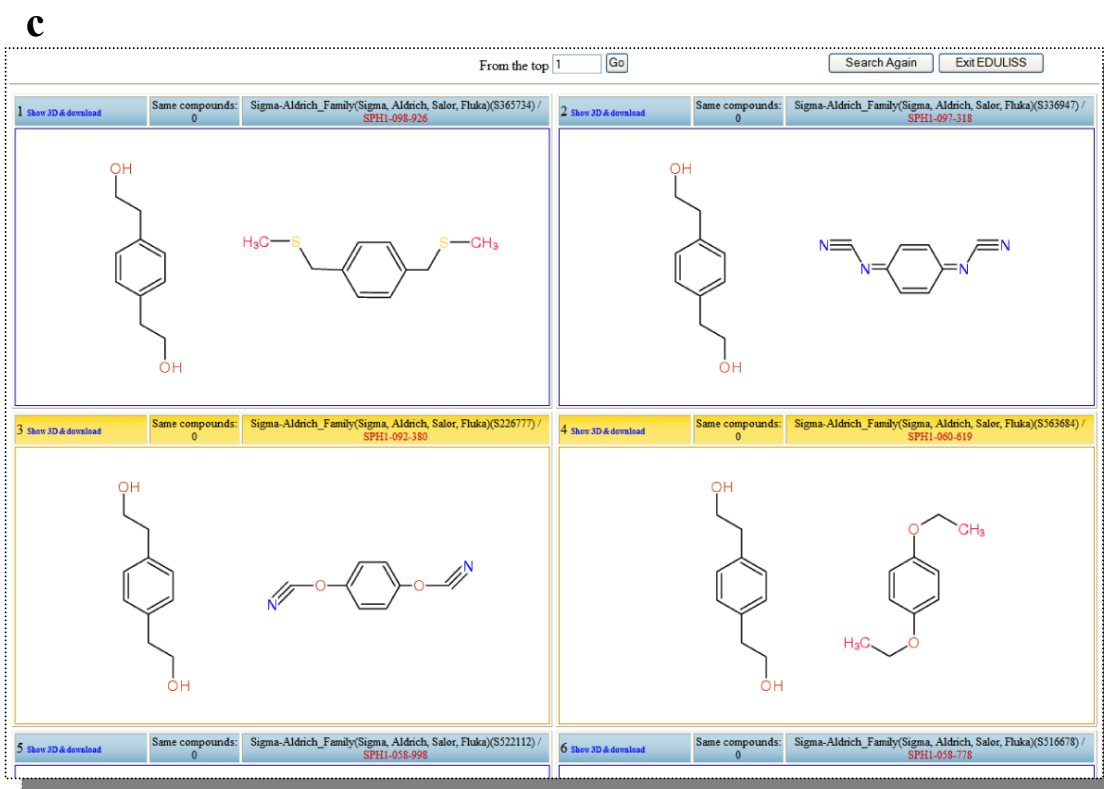 c
From the top 1 Go Search Again Exit EDULISS
1 Show 3D & download Same compounds: 0 Sigma-Aldrich_Family(Sigma, Aldrich, Salor, Fluka)(S365734) / SPH1-098-926
2 Show 3D & download Same compounds: 0 Sigma-Aldrich_Family(Sigma, Aldrich, Salor, Fluka)(S336947) / SPH1-097-318
OH
H₃C S S CH₃
OH
OH
N N N N
OH
3 Show 3D & download Same compounds: 0 Sigma-Aldrich_Family(Sigma, Aldrich, Salor, Fluka)(S226777) / SPH1-092-380
4 Show 3D & download Same compounds: 0 Sigma-Aldrich_Family(Sigma, Aldrich, Salor, Fluka)(S563684) / SPH1-060-619
OH
N O O N
OH
OH
O CH₃
H₃C O
OH
5 Show 3D & download Same compounds: 0 Sigma-Aldrich_Family(Sigma, Aldrich, Salor, Fluka)(S522112) / SPH1-058-998
6 Show 3D & download Same compounds: 0 Sigma-Aldrich_Family(Sigma, Aldrich, Salor, Fluka)(S516678) / SPH1-058-778